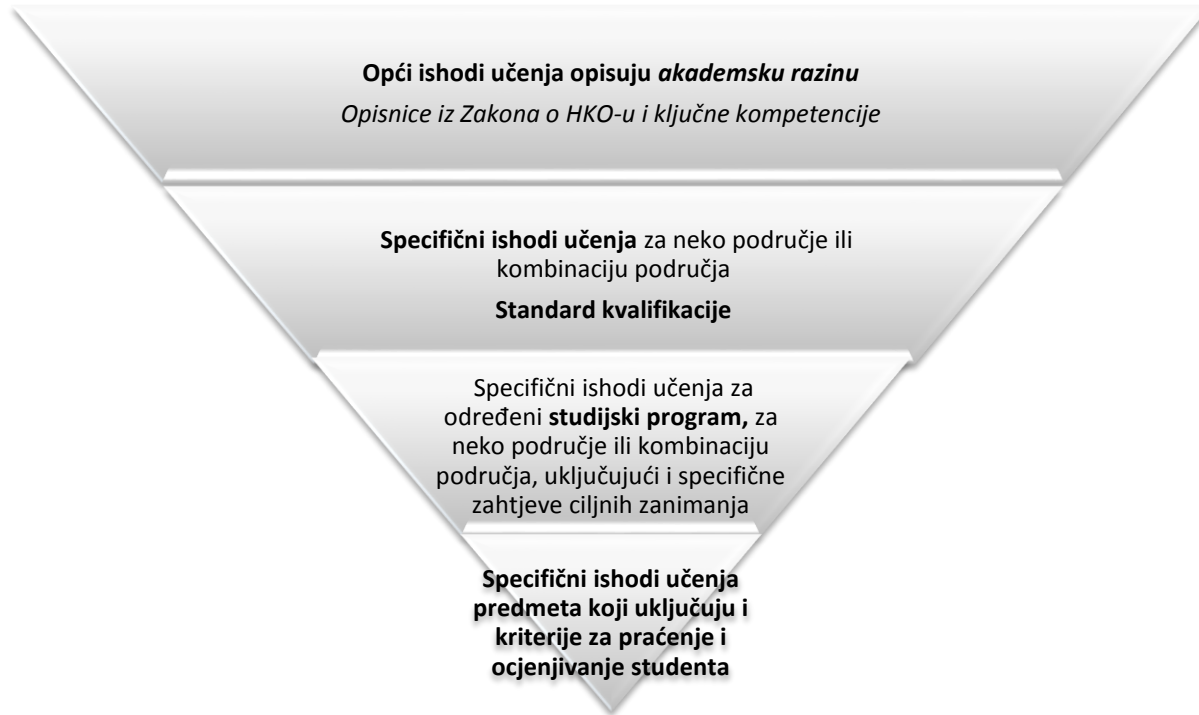 Opći ishodi učenja opisuju akademsku razinu
Opisnice iz Zakona o HKO-u i ključne kompetencije
Specifični ishodi učenja za neko područje ili
kombinaciju područja
Standard kvalifikacije
Specifični ishodi učenja za
određeni studijski program, za
neko područje ili kombinaciju
područja, uključujući i specifične
zahtjeve ciljnih zanimanja
Specifični ishodi učenja
predmeta koji uključuju i
kriterije za praćenje i
ocjenjivanje studenta